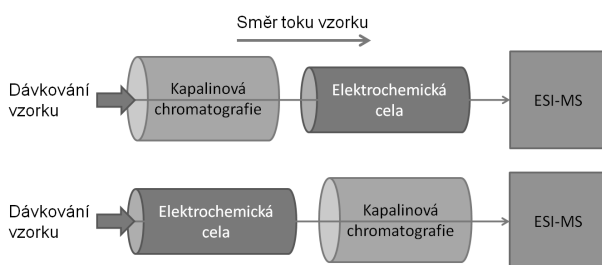 Směr toku vzorku
Dávkování
vzorku
Kapalinová
chromatografie
Elektrochemická
cela
ESI-MS
Dávkování
vzorku
Elektrochemická
cela
Kapalinová
chromatografie
ESI-MS